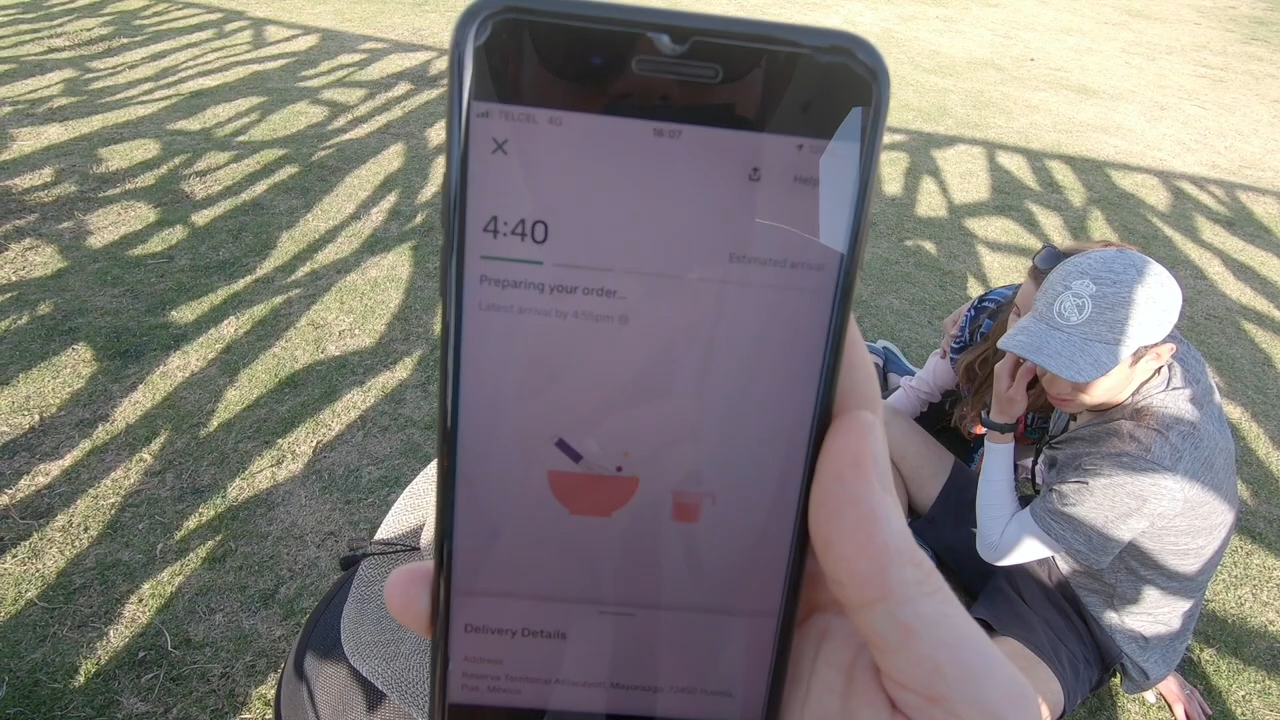 TELCEL 4G 16:07
Help
4:40
Estimated arrival
Preparing your order...
Latest arrival by 4:55pm
Delivery Details
Address
Reserva Territorial Atlixcáyotl, Mayorazgo, 72450 Puebla,
Pue., México